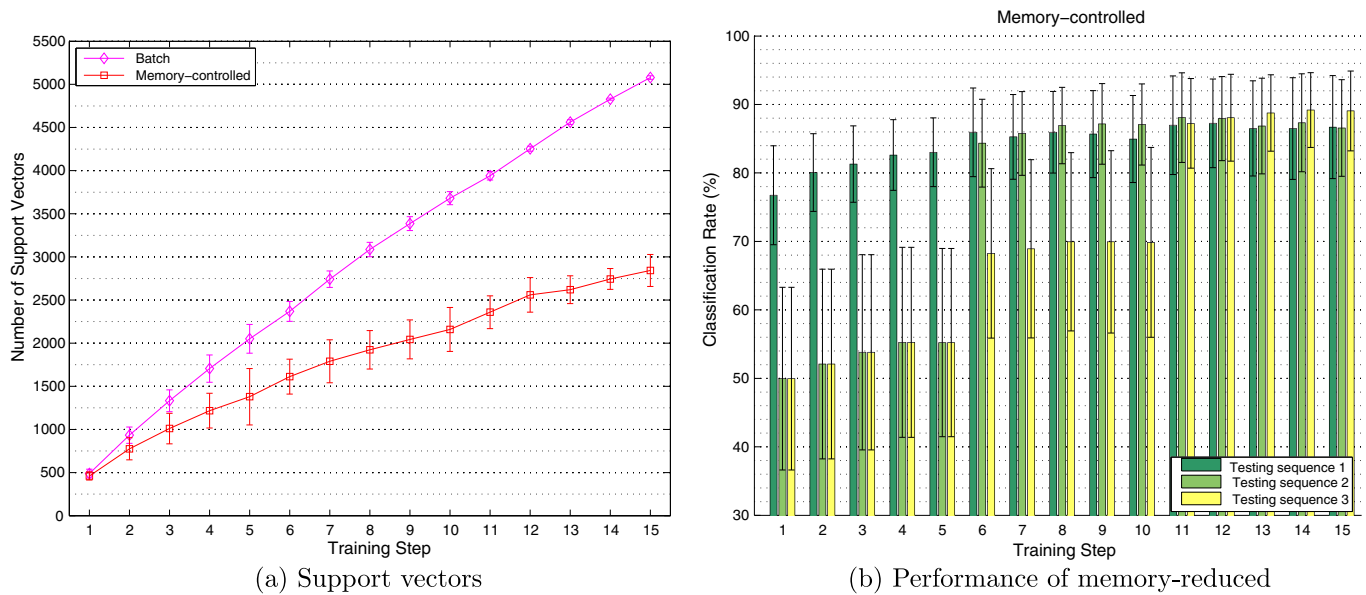 5500
5000
4500
4000
3500
3000
2500
2000
1500
1000
500
0
Number of Support Vectors
Batch
Memory-controlled
1 2 3 4 5 6 7 8 9 10 11 12 13 14 15
Training Step
(a) Support vectors
Memory-controlled
100
90
80
70
60
50
40
30
Classification Rate (%)
Testing sequence 1
Testing sequence 2
Testing sequence 3
1 2 3 4 5 6 7 8 9 10 11 12 13 14 15
Training Step
(b) Performance of memory-reduced